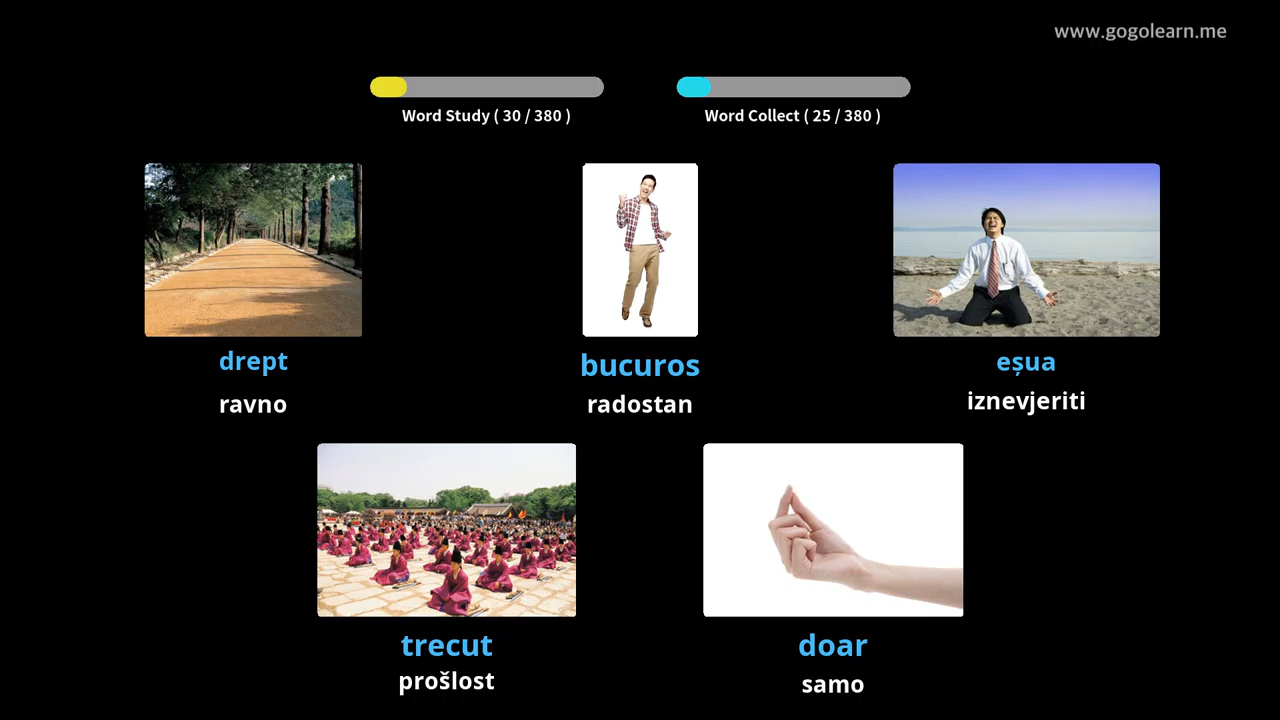 www.gogolearn.me
Word Study ( 30 / 380 )
Word Collect ( 25 / 380 )
drept
ravno
bucuros
radostan
eșua
iznevjeriti
trecut
prošlost
doar
samo